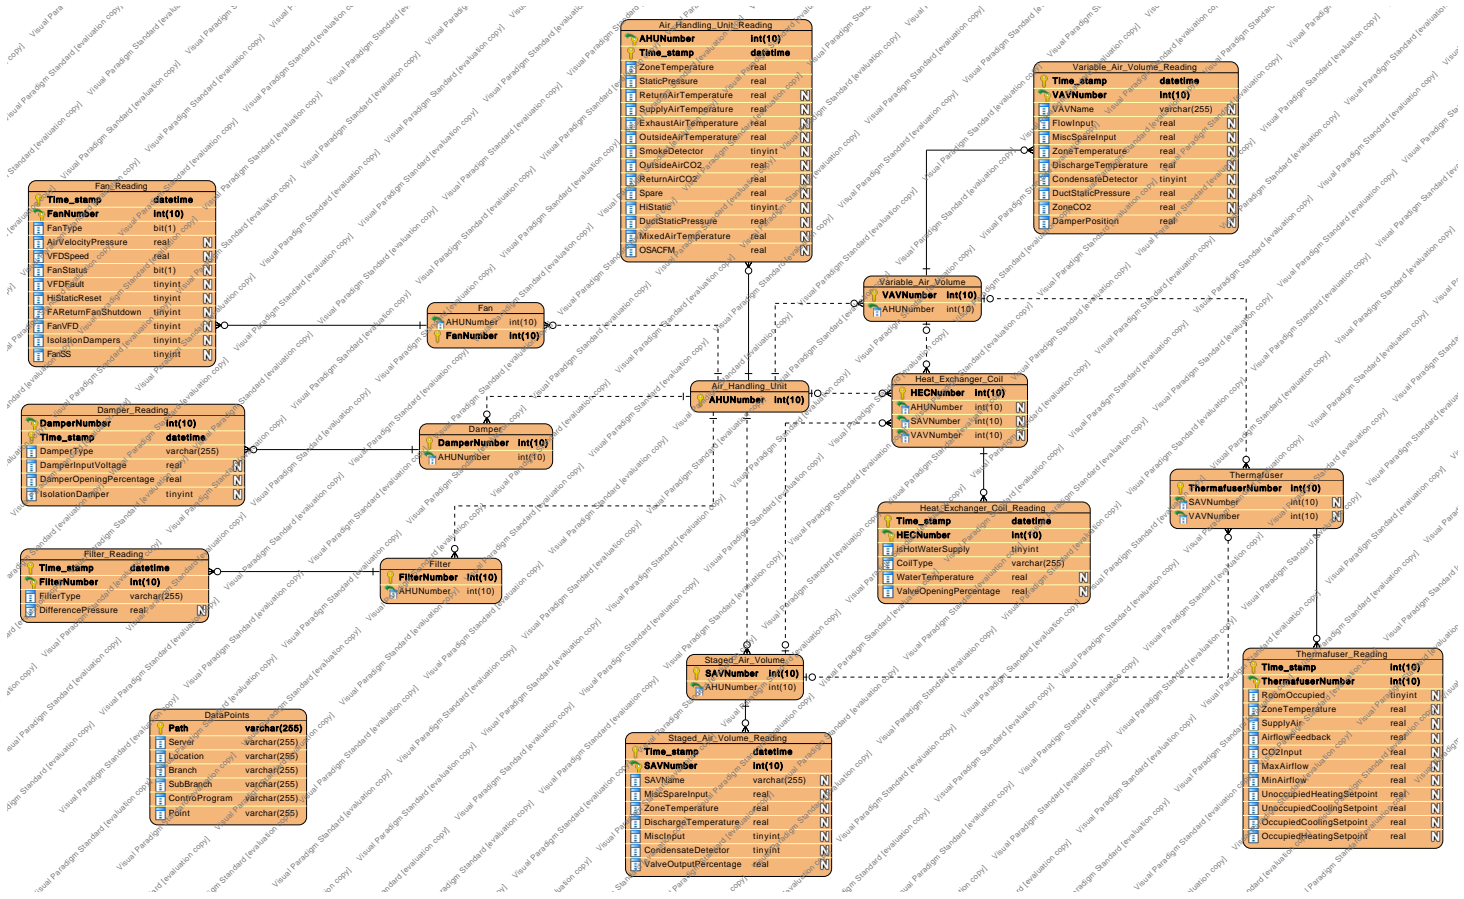 Air_Handling_Unit_Reading
AHUNumber int(10)
Time_stamp datetime
ZoneTemperature real
StaticPressure real
ReturnAirTemperature real N
SupplyAirTemperature real N
ExhaustAirTemperature real N
OutsideAirTemperature real N
SmokeDetector tinyint N
OutsideAirCO2 real N
ReturnAirCO2 real N
Spare real N
HiStatic tinyint N
DuctStaticPressure real N
MixedAirTemperature real N
OSACFM real N
Variable_Air_Volume_Reading
Time_stamp datetime
VAVNumber int(10)
VAVName varchar(255) N
FlowInput real N
MiscSpareInput real N
ZoneTemperature real N
DischargeTemperature real N
CondensateDetector tinyint N
DuctStaticPressure real N
ZoneCO2 real N
DamperPosition real N
Fan_Reading
Time_stamp datetime
FanNumber int(10)
FanType bit(1)
AirVelocityPressure real N
VFDSpeed real N
FanStatus bit(1) N
VFDFault tinyint N
HiStaticReset tinyint N
FAReturnFanShutdown tinyint N
FanVFD tinyint N
IsolationDampers tinyint N
FanSS tinyint N
Fan
AHUNumber int(10)
FanNumber int(10)
Variable_Air_Volume
VAVNumber int(10)
AHUNumber int(10)
Air_Handling_Unit
AHUNumber int(10)
Heat_Exchanger_Coil
HECNumber int(10)
AHUNumber int(10) N
SAVNumber int(10) N
VAVNumber int(10) N
Damper_Reading
DamperNumber int(10)
Time_stamp datetime
DamperType varchar(255)
DamperInputVoltage real N
DamperOpeningPercentage real N
IsolationDamper tinyint N
Damper
DamperNumber int(10)
AHUNumber int(10)
Thermafuser
ThermafuserNumber int(10)
SAVNumber int(10) N
VAVNumber int(10) N
Heat_Exchanger_Coil_Reading
Time_stamp datetime
HECNumber int(10)
isHotWaterSupply tinyint
CoilType varchar(255)
WaterTemperature real N
ValveOpeningPercentage real N
Filter_Reading
Time_stamp datetime
FilterNumber int(10)
FilterType varchar(255)
DifferencePressure real N
Filter
FilterNumber int(10)
AHUNumber int(10)
Staged_Air_Volume
SAVNumber int(10)
AHUNumber int(10)
Thermafuser_Reading
Time_stamp int(10)
ThermafuserNumber int(10)
RoomOccupied tinyint N
ZoneTemperature real N
SupplyAir real N
AirflowFeedback real N
CO2Input real N
MaxAirflow real N
MinAirflow real N
UnoccupiedHeatingSetpoint real N
UnoccupiedCoolingSetpoint real N
OccupiedCoolingSetpoint real N
OccupiedHeatingSetpoint real N
DataPoints
Path varchar(255)
Server varchar(255)
Location varchar(255)
Branch varchar(255)
SubBranch varchar(255)
ControProgram varchar(255)
Point varchar(255)
Staged_Air_Volume_Reading
Time_stamp datetime
SAVNumber int(10)
SAVName varchar(255) N
MiscSpareInput real N
ZoneTemperature real N
DischargeTemperature real N
MiscInput tinyint N
CondensateDetector tinyint N
ValveOutputPercentage real N
Visual Paradigm Standard [evaluation copy]